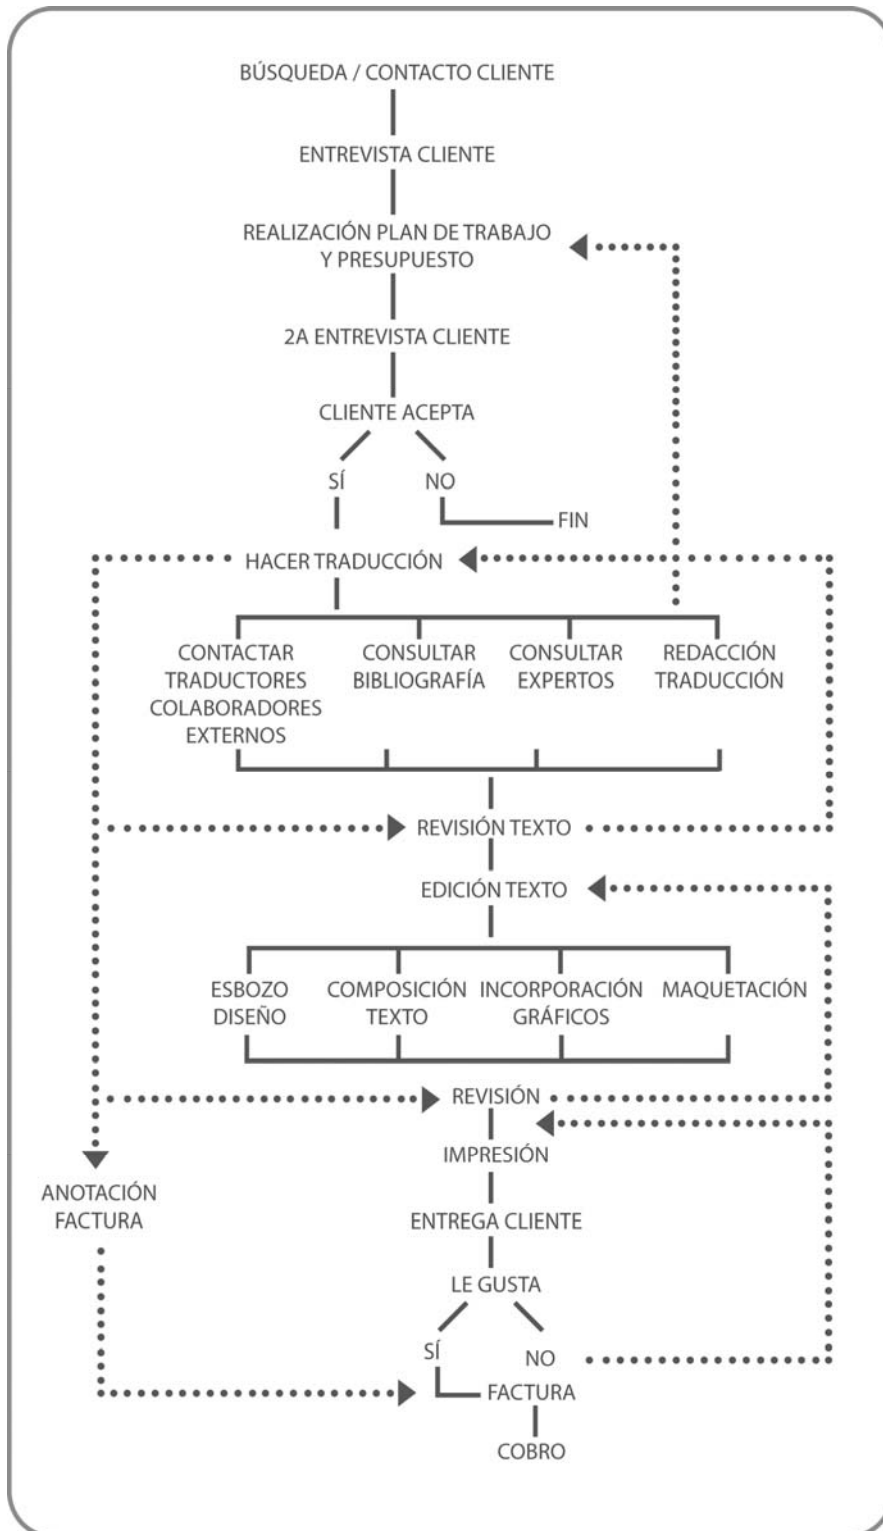 BÚSQUEDA / CONTACTO CLIENTE
ENTREVISTA CLIENTE
REALIZACIÓN PLAN DE TRABAJO
Y PRESUPUESTO
2A ENTREVISTA CLIENTE
CLIENTE ACEPTA
SÍ
NO
FIN
HACER TRADUCCIÓN
CONTACTAR
TRADUCTORES
COLABORADORES
EXTERNOS
CONSULTAR
BIBLIOGRAFÍA
CONSULTAR
EXPERTOS
REDACCIÓN
TRADUCCIÓN
REVISIÓN TEXTO
EDICIÓN TEXTO
ESBOZO
DISEÑO
COMPOSICIÓN
TEXTO
INCORPORACIÓN
GRÁFICOS
MAQUETACIÓN
REVISIÓN
IMPRESIÓN
ANOTACIÓN
FACTURA
ENTREGA CLIENTE
LE GUSTA
SÍ
NO
FACTURA
COBRO